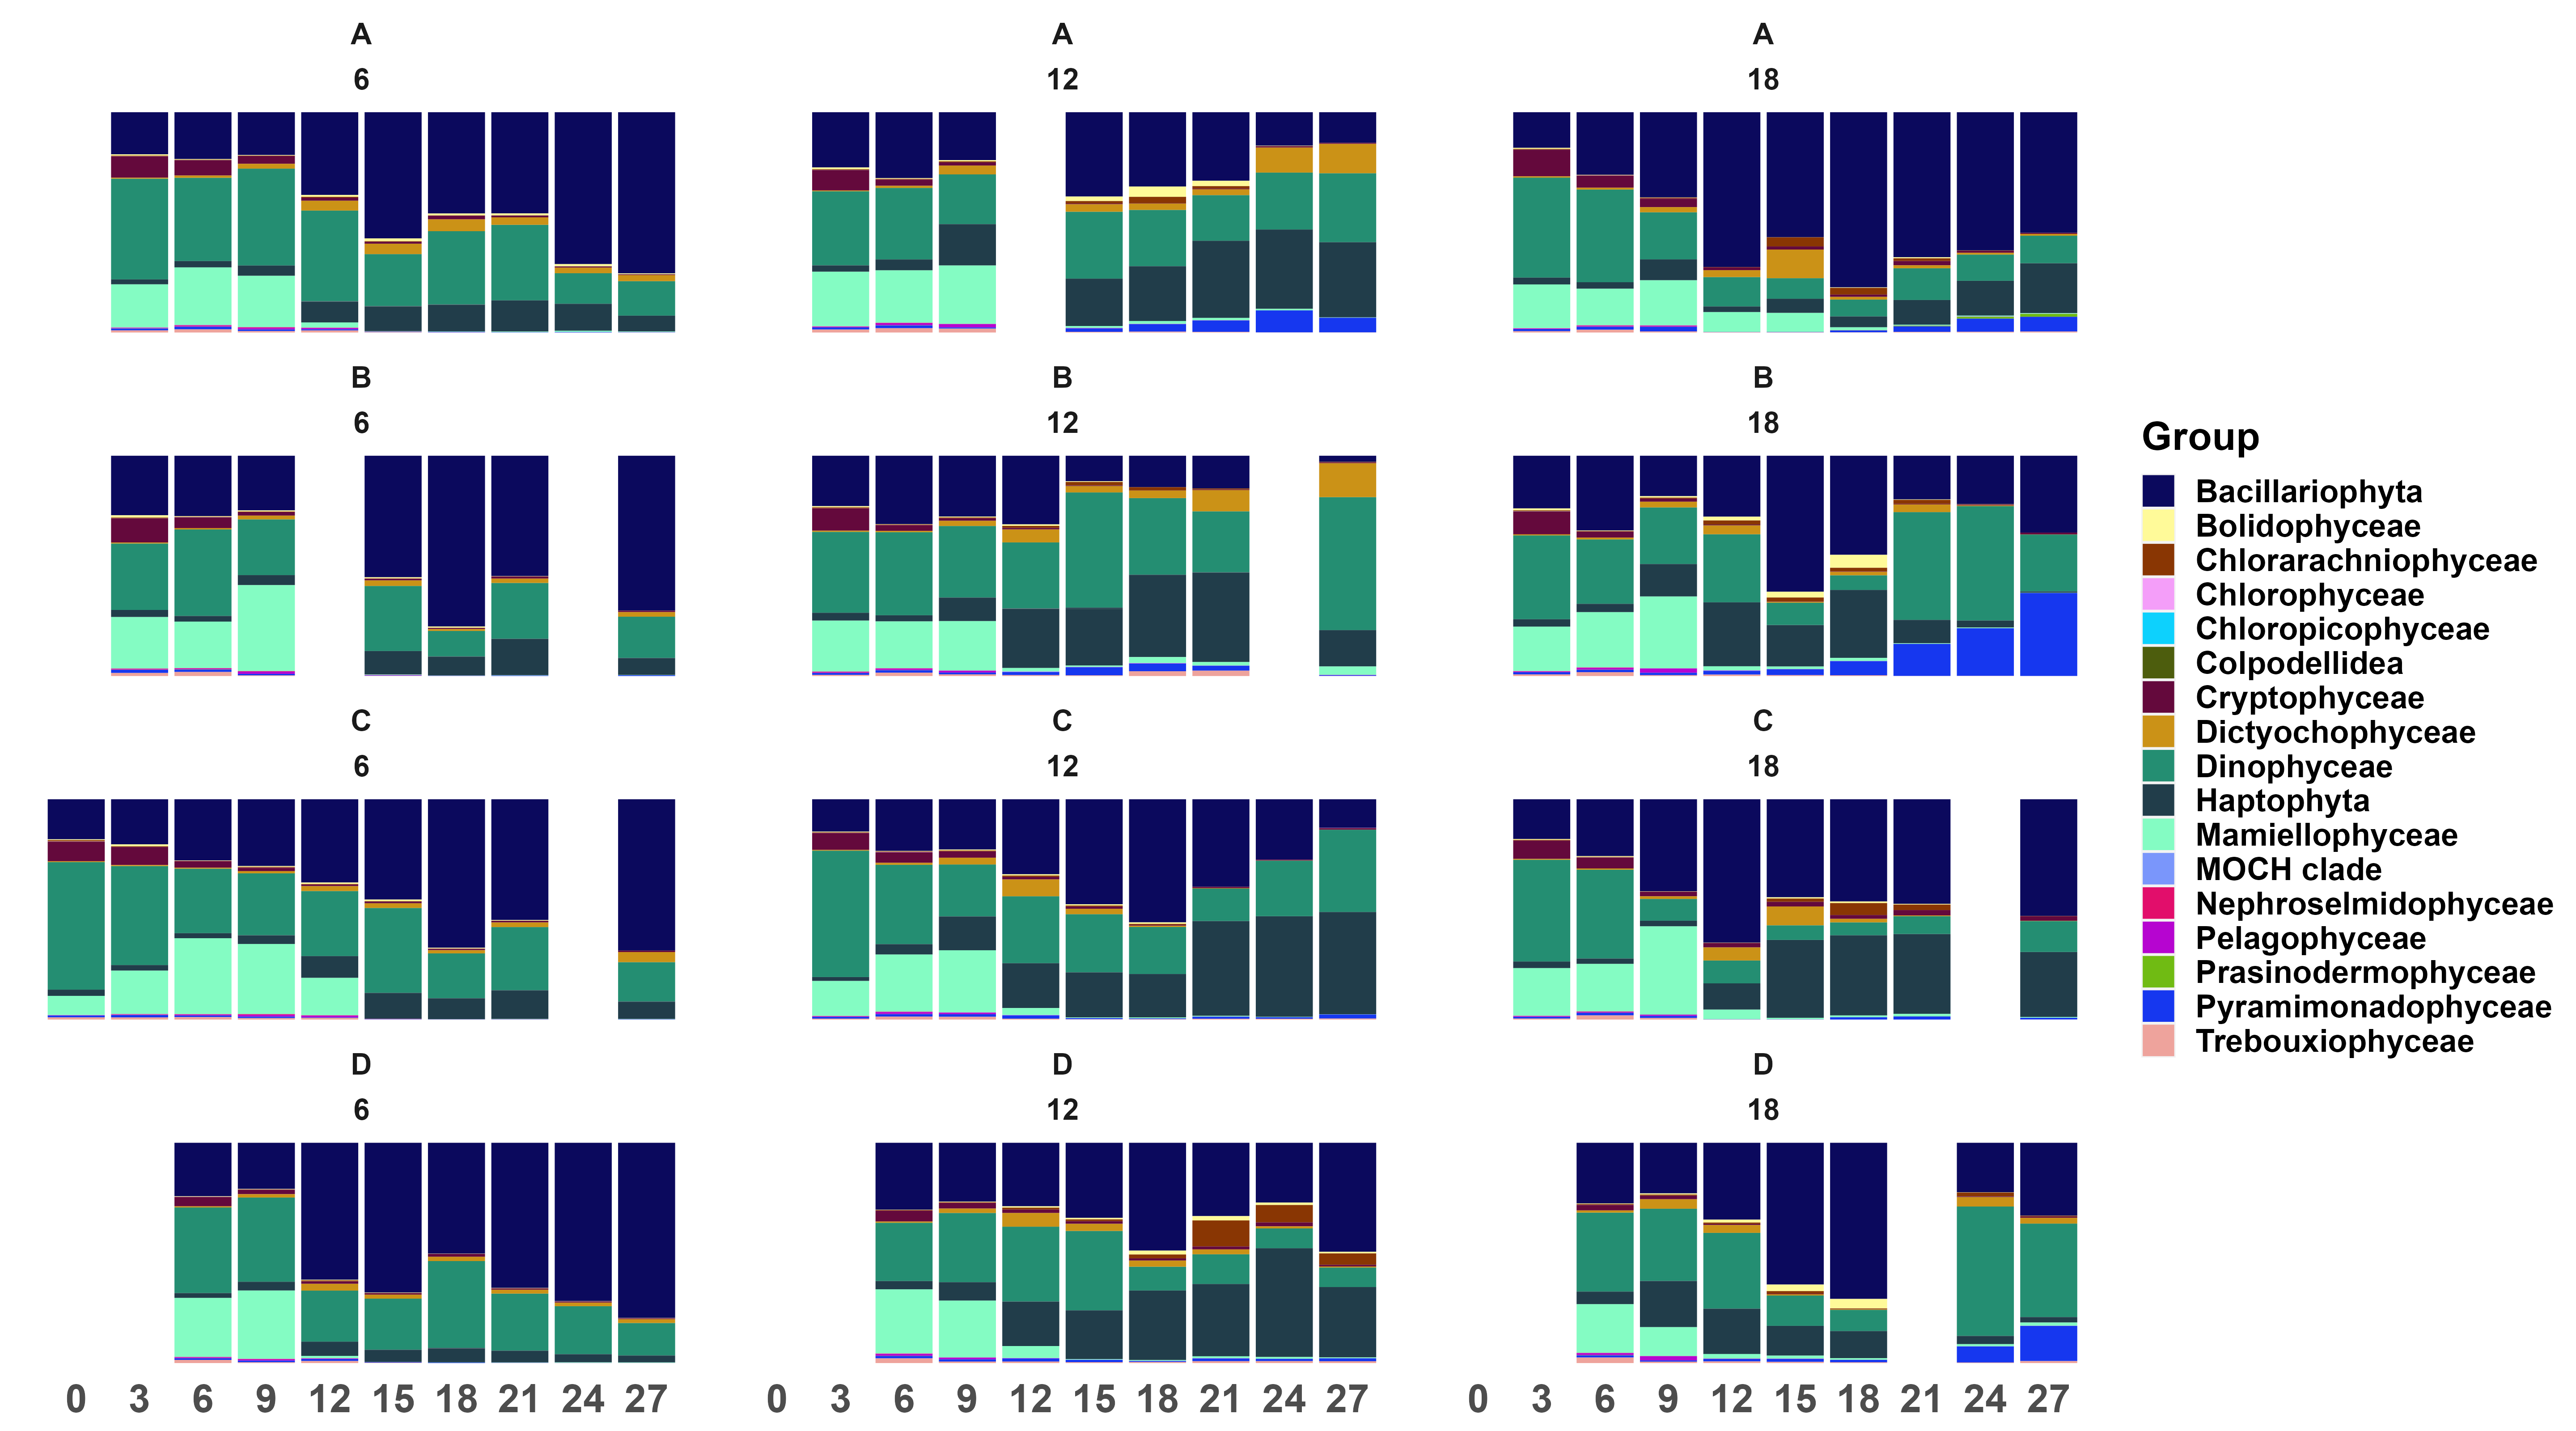 A
6
A
12
A
18
B
6
B
12
B
18
C
6
C
12
C
18
D
6
D
12
D
18
0 3 6 9 12 15 18 21 24 27
0 3 6 9 12 15 18 21 24 27
0 3 6 9 12 15 18 21 24 27
Group
Bacillariophyta
Bolidophyceae
Chlorarachniophyceae
Chlorophyceae
Chloropicophyceae
Colpodellidea
Cryptophyceae
Dictyochophyceae
Dinophyceae
Haptophyta
Mamiellophyceae
MOCH clade
Nephroselmidophyceae
Pelagophyceae
Prasinodermophyceae
Pyramimonadophyceae
Trebouxiophyceae